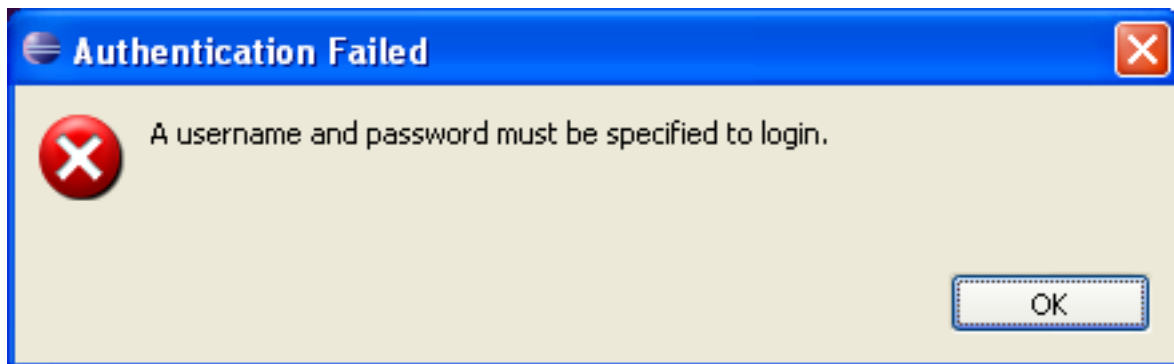 Authentication Failed
A username and password must be specified to login.
OK